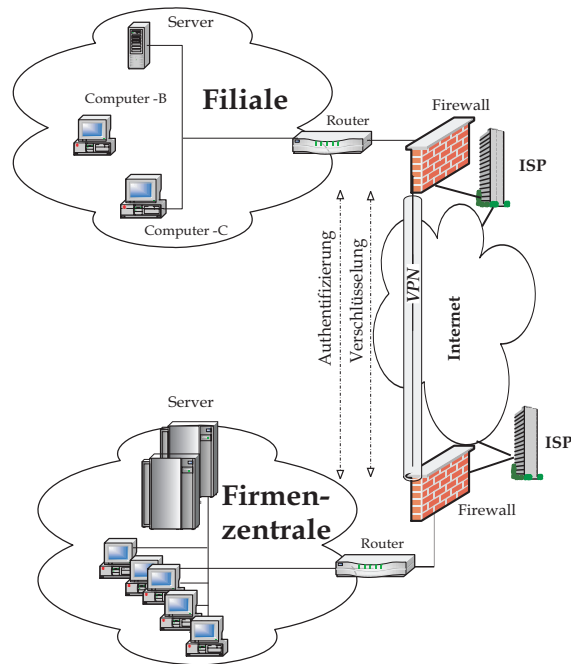 Server
Computer -B
Filiale
Router
Firewall
ISP
Computer -C
Authentifizierung
Verschlüsselung
VPN
Internet
Server
Firmen-
zentrale
ISP
Firewall
Router